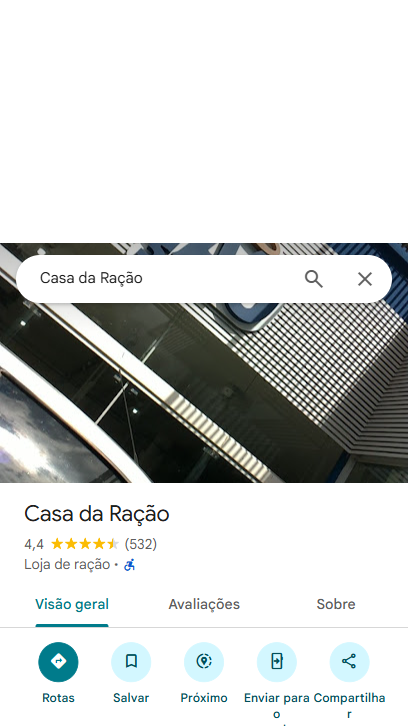 Casa da Ração
Casa da Ração
4,4 (532)
Loja de ração ·
Visão geral Avaliações Sobre
Rotas Salvar Próximo Enviar para Compartilha
o r